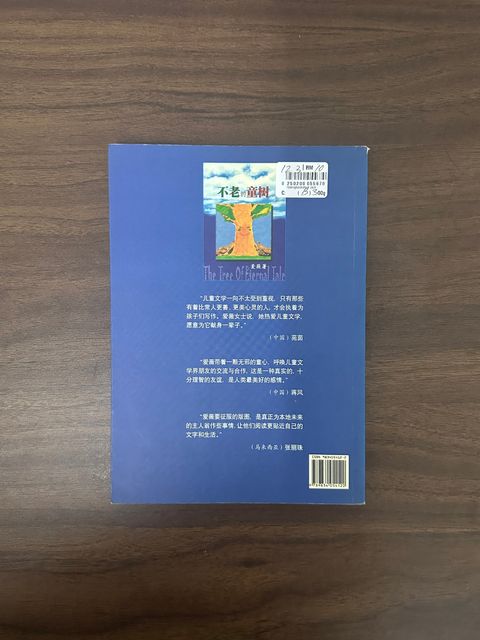 12 21 RM 10
不老的童树
0 250200 055678
爱薇著
The Tree Of Eternal Tale
“儿童文学一向不太受到重视，只有那些
有着比常人更善、更美心灵的人，才会执着为
孩子们写作。爱薇女士说，她热爱儿童文学，
愿意为它献身一辈子。”
（中国）苑茵
“爱薇带着一颗无邪的童心，呼唤儿童文
学界朋友的交流与合作，这是一种真实的、十
分理智的友谊，是人类最美好的感情。”
（中国）蒋风
“爱薇要征服的版图，是真正为本地未来
的主人翁作些事情，让他们阅读更贴近自己的
文字和生活。”
（马来西亚）张丽珠